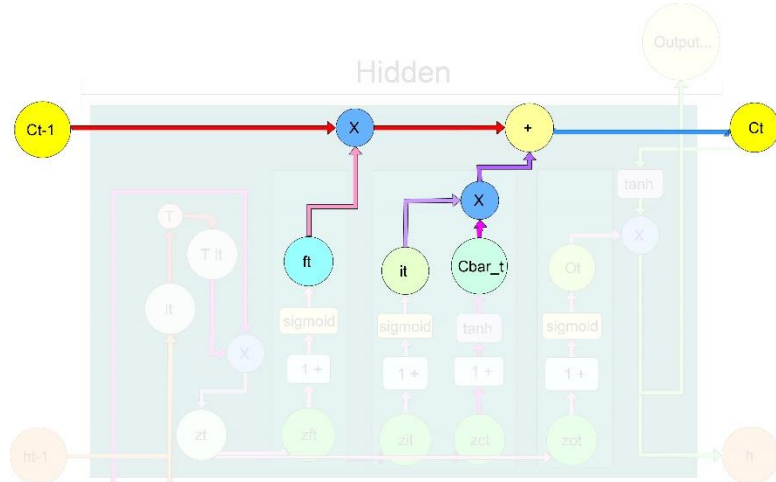 Output...
Hidden
Ct-1
X
+
Ct
tanh
X
T
X
T It
ft
it
Cbar_t
Ot
It
sigmoid
sigmoid
tanh
sigmoid
X
1 +
1 +
1 +
1 +
zt
zft
zit
zct
zot
ht-1
h